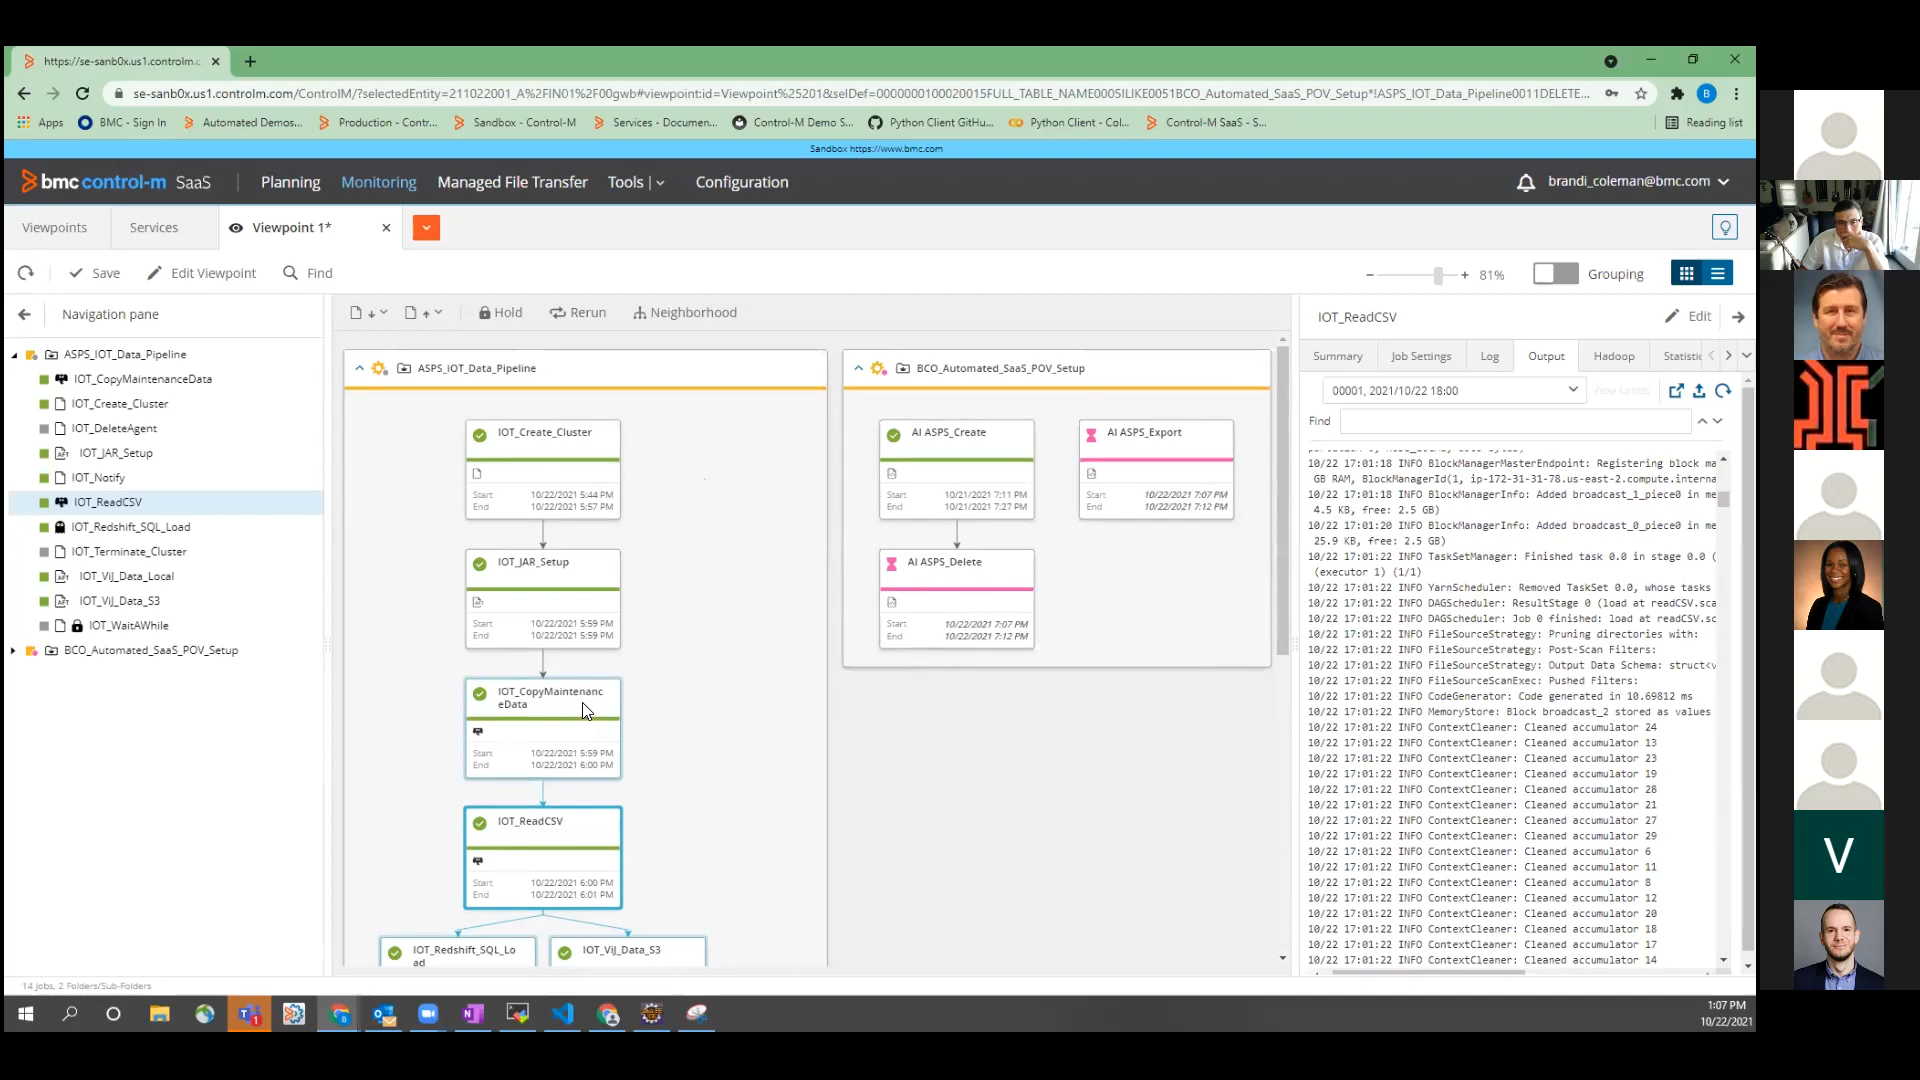 https://se-sanb0x.us1.controlm.c
se-sanb0x.us1.controlm.com/ControlM/?selectedEntity=211022001_A%2FIN01%2F00gwb#viewpoint:id=Viewpoint%25201&selDef=0000000100020015FULL_TABLE_NAME0005ILIKE0051BCO_Automated_SaaS_POV_Setup*!ASPS_IOT_Data_Pipeline0011DELETE...
B
Apps
BMC - Sign In
Automated Demos...
Production - Contr...
Sandbox - Control-M
Services - Documen...
Control-M Demo S...
Python Client GitHu...
Python Client - Col...
Control-M SaaS - S...
Reading list
Sandbox https://www.bmc.com
bmc control-m SaaS
Planning
Monitoring
Managed File Transfer
Tools
Configuration
brandi_coleman@bmc.com
Viewpoints
Services
Viewpoint 1*
Save
Edit Viewpoint
Find
81%
Grouping
Navigation pane
ASPS_IOT_Data_Pipeline
IOT_CopyMaintenanceData
IOT_Create_Cluster
IOT_DeleteAgent
IOT_JAR_Setup
IOT_Notify
IOT_ReadCSV
IOT_Redshift_SQL_Load
IOT_Terminate_Cluster
IOT_ViJ_Data_Local
IOT_ViJ_Data_S3
IOT_WaitAWhile
BCO_Automated_SaaS_POV_Setup
14 Jobs, 2 Folders/Sub-Folders
Hold
Rerun
Neighborhood
ASPS_IOT_Data_Pipeline
IOT_Create_Cluster
Start 10/22/2021 5:44 PM
End 10/22/2021 5:57 PM
IOT_JAR_Setup
Start 10/22/2021 5:59 PM
End 10/22/2021 5:59 PM
IOT_CopyMaintenanc
eData
Start 10/22/2021 5:59 PM
End 10/22/2021 6:00 PM
IOT_ReadCSV
Start 10/22/2021 6:00 PM
End 10/22/2021 6:01 PM
IOT_Redshift_SQL_Lo
ad
IOT_ViJ_Data_S3
BCO_Automated_SaaS_POV_Setup
AI ASPS_Create
Start 10/21/2021 7:11 PM
End 10/21/2021 7:27 PM
AI ASPS_Export
Start 10/22/2021 7:07 PM
End 10/22/2021 7:12 PM
AI ASPS_Delete
Start 10/22/2021 7:07 PM
End 10/22/2021 7:12 PM
IOT_ReadCSV
Edit
Summary
Job Settings
Log
Output
Hadoop
Statistic
00001, 2021/10/22 18:00
View Latest
Find
10/22 17:01:18 INFO BlockManagerMasterEndpoint: Registering block ma
GB RAM, BlockManagerId(1, ip-172-31-31-78.us-east-2.compute.interna
10/22 17:01:18 INFO BlockManagerInfo: Added broadcast_1_piece0 in me
4.5 KB, free: 2.5 GB)
10/22 17:01:20 INFO BlockManagerInfo: Added broadcast_0_piece0 in me
25.9 KB, free: 2.5 GB)
10/22 17:01:22 INFO TaskSetManager: Finished task 0.0 in stage 0.0 (
(executor 1) (1/1)
10/22 17:01:22 INFO YarnScheduler: Removed TaskSet 0.0, whose tasks
10/22 17:01:22 INFO DAGScheduler: ResultStage 0 (load at readCSV.sca
10/22 17:01:22 INFO DAGScheduler: Job 0 finished: load at readCSV.sc
10/22 17:01:22 INFO FileSourceStrategy: Pruning directories with:
10/22 17:01:22 INFO FileSourceStrategy: Post-Scan Filters:
10/22 17:01:22 INFO FileSourceStrategy: Output Data Schema: struct<v
10/22 17:01:22 INFO FileSourceScanExec: Pushed Filters:
10/22 17:01:22 INFO CodeGenerator: Code generated in 10.69812 ms
10/22 17:01:22 INFO MemoryStore: Block broadcast_2 stored as values
10/22 17:01:22 INFO ContextCleaner: Cleaned accumulator 24
10/22 17:01:22 INFO ContextCleaner: Cleaned accumulator 13
10/22 17:01:22 INFO ContextCleaner: Cleaned accumulator 23
10/22 17:01:22 INFO ContextCleaner: Cleaned accumulator 19
10/22 17:01:22 INFO ContextCleaner: Cleaned accumulator 28
10/22 17:01:22 INFO ContextCleaner: Cleaned accumulator 21
10/22 17:01:22 INFO ContextCleaner: Cleaned accumulator 27
10/22 17:01:22 INFO ContextCleaner: Cleaned accumulator 29
10/22 17:01:22 INFO ContextCleaner: Cleaned accumulator 6
10/22 17:01:22 INFO ContextCleaner: Cleaned accumulator 11
10/22 17:01:22 INFO ContextCleaner: Cleaned accumulator 8
10/22 17:01:22 INFO ContextCleaner: Cleaned accumulator 12
10/22 17:01:22 INFO ContextCleaner: Cleaned accumulator 20
10/22 17:01:22 INFO ContextCleaner: Cleaned accumulator 18
10/22 17:01:22 INFO ContextCleaner: Cleaned accumulator 17
10/22 17:01:22 INFO ContextCleaner: Cleaned accumulator 14
V
1:07 PM
10/22/2021